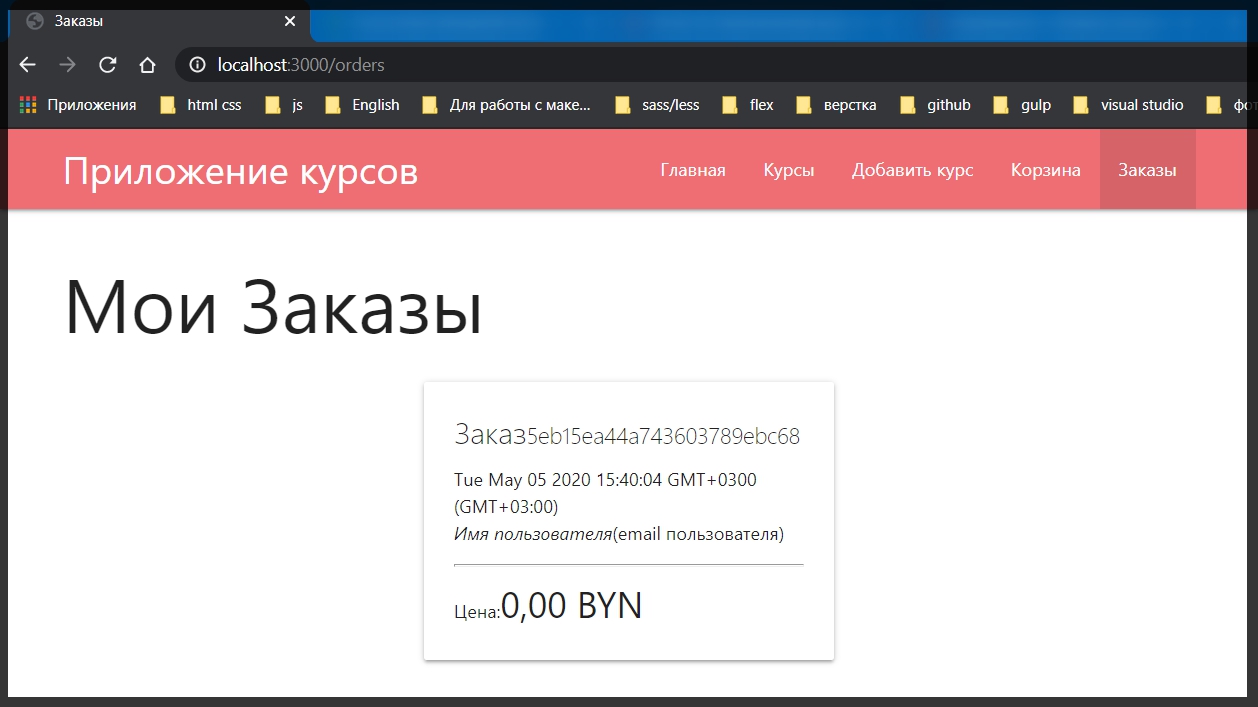 Заказы
localhost:3000/orders
Приложения html css js English Для работы с маке... sass/less flex верстка github gulp visual studio
Приложение курсов Главная Курсы Добавить курс Корзина Заказы
Мои Заказы
Заказ5eb15ea44a743603789ebc68
Tue May 05 2020 15:40:04 GMT+0300
(GMT+03:00)
Имя пользователя(email пользователя)
Цена:0,00 BYN